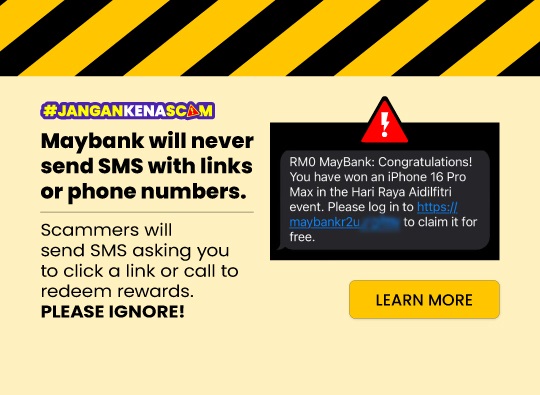 #JANGANKENASCAM
Maybank will never
send SMS with links
or phone numbers.
Scammers will
send SMS asking you
to click a link or call to
redeem rewards.
PLEASE IGNORE!
RM0 MayBank: Congratulations!
You have won an iPhone 16 Pro
Max in the Hari Raya Aidilfitri
event. Please log in to https://
maybankr2u to claim it for
free.
LEARN MORE